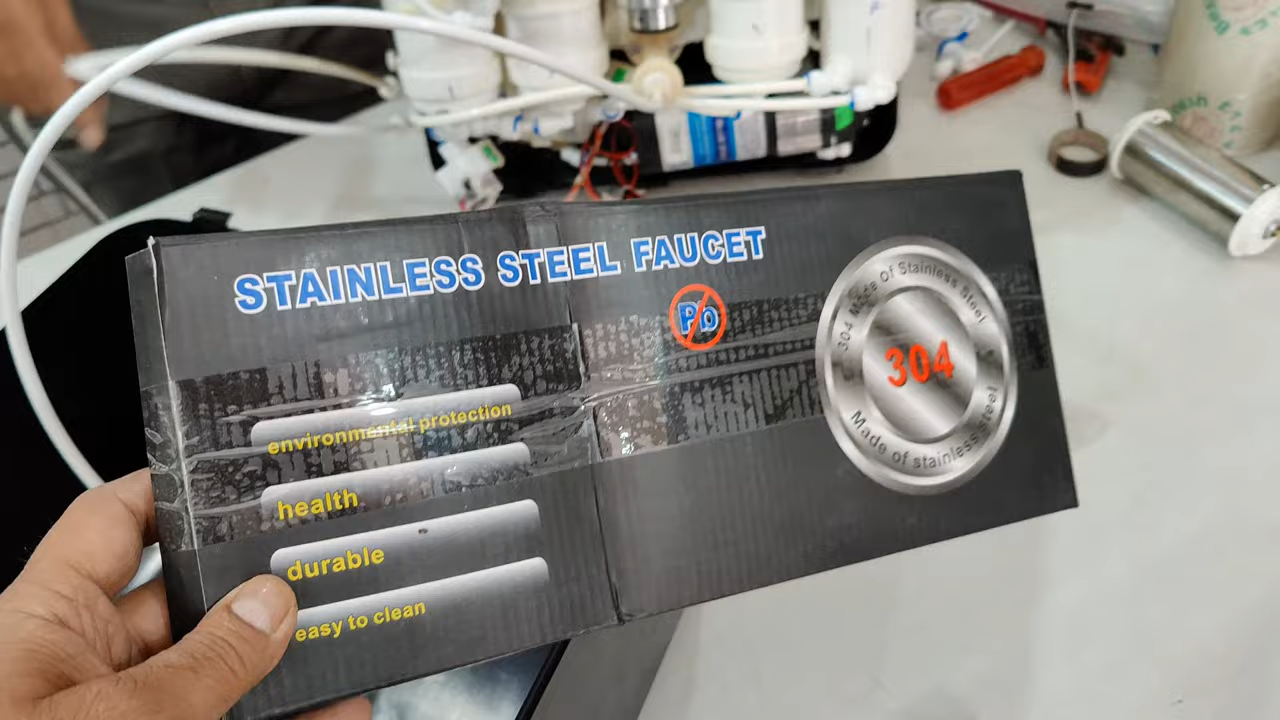 STAINLESS STEEL FAUCET
Pb
304 Made Of Stainless Steel
304
Made of stainless steel
environmental protection
health
durable
easy to clean